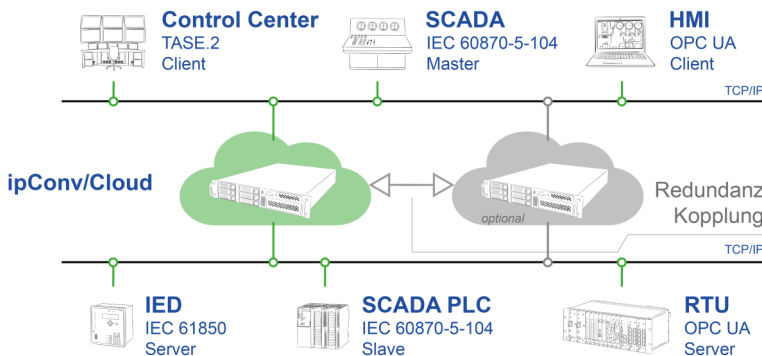 Control Center
TASE.2
Client
SCADA
IEC 60870-5-104
Master
HMI
OPC UA
Client
TCP/IP
ipConv/Cloud
optional
Redundanz
Kopplung
TCP/IP
IED
IEC 61850
Server
SCADA PLC
IEC 60870-5-104
Slave
RTU
OPC UA
Server